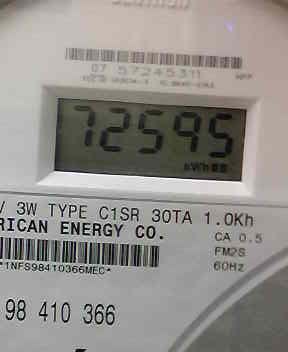 07 57245311
72595
kWh
/ 3W TYPE C1SR 30TA 1.0Kh
RICAN ENERGY CO.
CA 0.5
FM2S
60Hz
*1NFS98410366MEC*
98 410 366